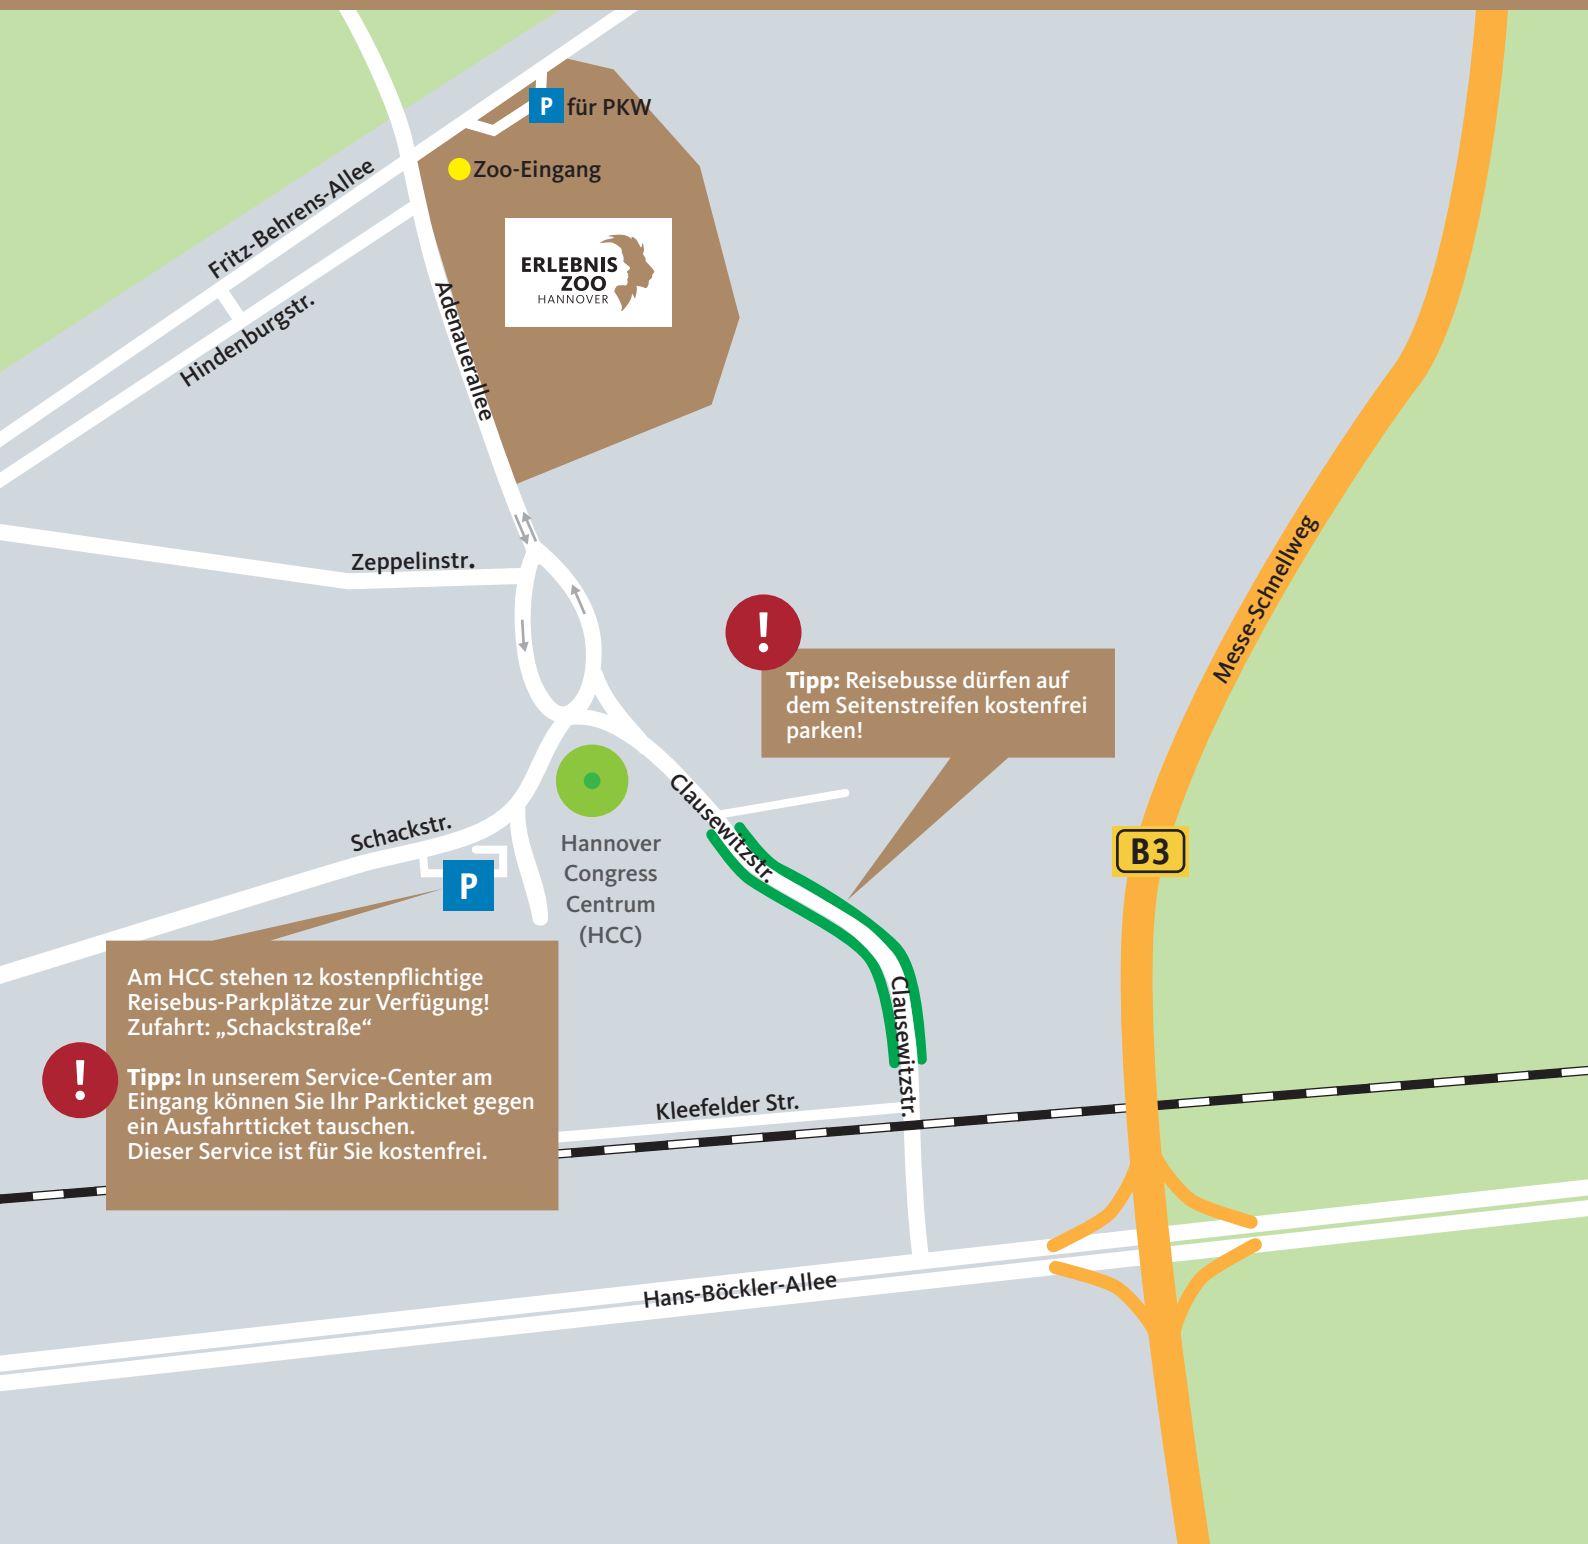 P für PKW
Zoo-Eingang
Fritz-Behrens-Allee
ERLEBNIS
ZOO
HANNOVER
Hindenburgstr.
Adenauerallee
Zeppelinstr.
Messe-Schnellweg
!
Tipp: Reisebusse dürfen auf
dem Seitenstreifen kostenfrei
parken!
Clausewitzstr.
Schackstr.
B3
Hannover
Congress
Centrum
(HCC)
P
Am HCC stehen 12 kostenpflichtige
Reisebus-Parkplätze zur Verfügung!
Zufahrt: „Schackstraße“
!
Tipp: In unserem Service-Center am
Eingang können Sie Ihr Parkticket gegen
ein Ausfahrtticket tauschen.
Dieser Service ist für Sie kostenfrei.
Clausewitzstr.
Kleefelder Str.
Hans-Böckler-Allee